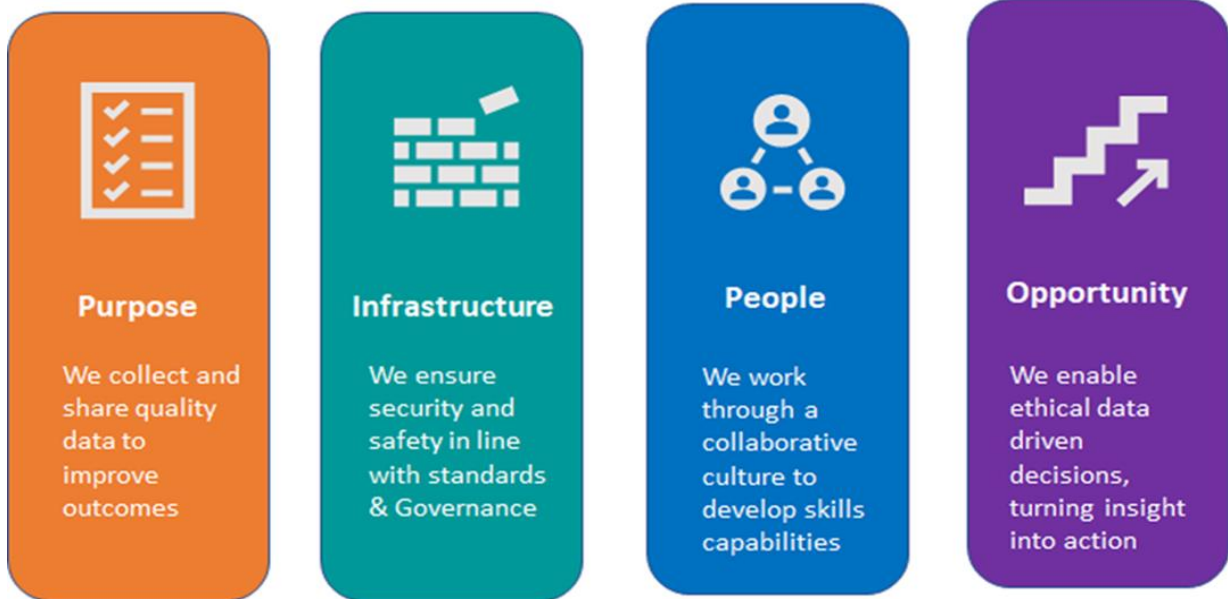 Purpose
We collect and
share quality
data to
improve
outcomes
Infrastructure
We ensure
security and
safety in line
with standards
& Governance
People
We work
through a
collaborative
culture to
develop skills
capabilities
Opportunity
We enable
ethical data
driven
decisions,
turning insight
into action